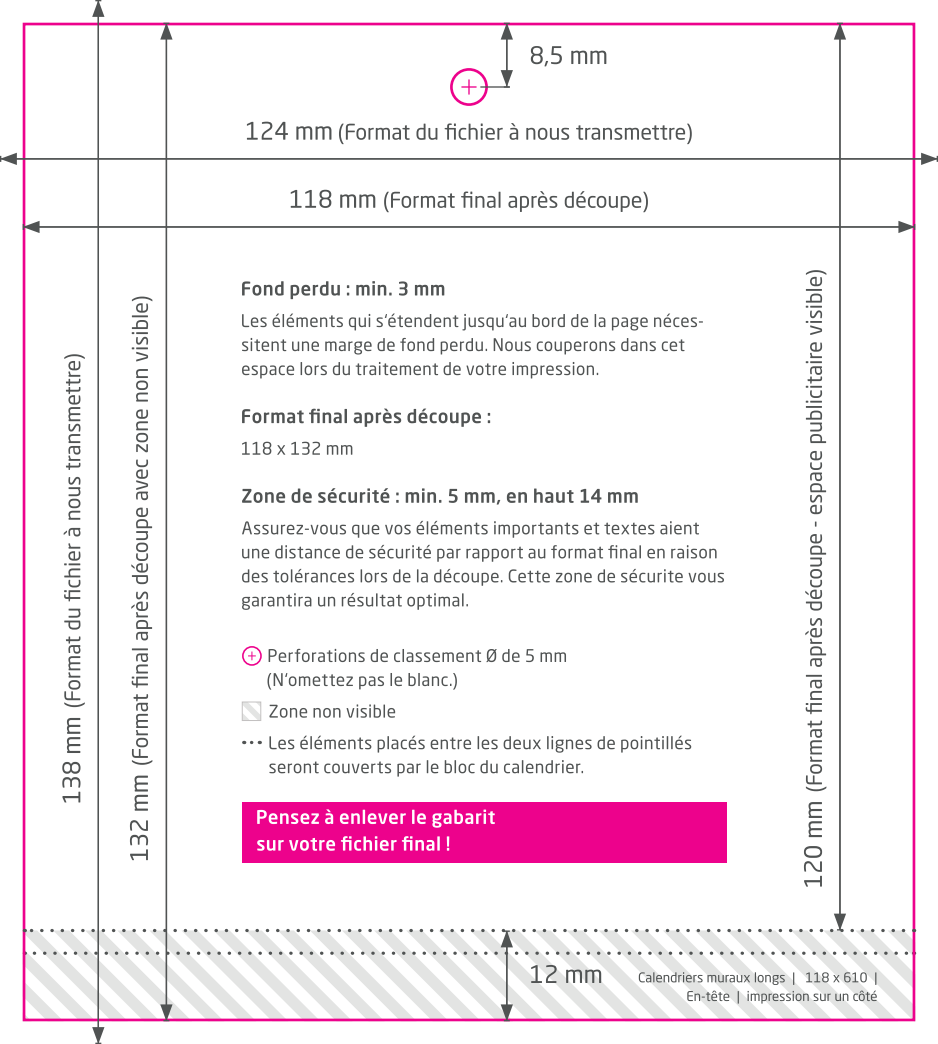 8,5 mm
124 mm (Format du fichier à nous transmettre)
118 mm (Format final après découpe)
138 mm (Format du fichier à nous transmettre)
132 mm (Format final après découpe avec zone non visible)
Fond perdu : min. 3 mm
Les éléments qui s‘étendent jusqu‘au bord de la page néces-
sitent une marge de fond perdu. Nous couperons dans cet
espace lors du traitement de votre impression.
Format final après découpe :
118 x 132 mm
Zone de sécurité : min. 5 mm, en haut 14 mm
Assurez-vous que vos éléments importants et textes aient
une distance de sécurité par rapport au format final en raison
des tolérances lors de la découpe. Cette zone de sécurite vous
garantira un résultat optimal.
Perforations de classement Ø de 5 mm
(N‘omettez pas le blanc.)
Zone non visible
Les éléments placés entre les deux lignes de pointillés
seront couverts par le bloc du calendrier.
Pensez à enlever le gabarit
sur votre fichier final !
120 mm (Format final après découpe - espace publicitaire visible)
12 mm
Calendriers muraux longs | 118 x 610 |
En-tête | impression sur un côté